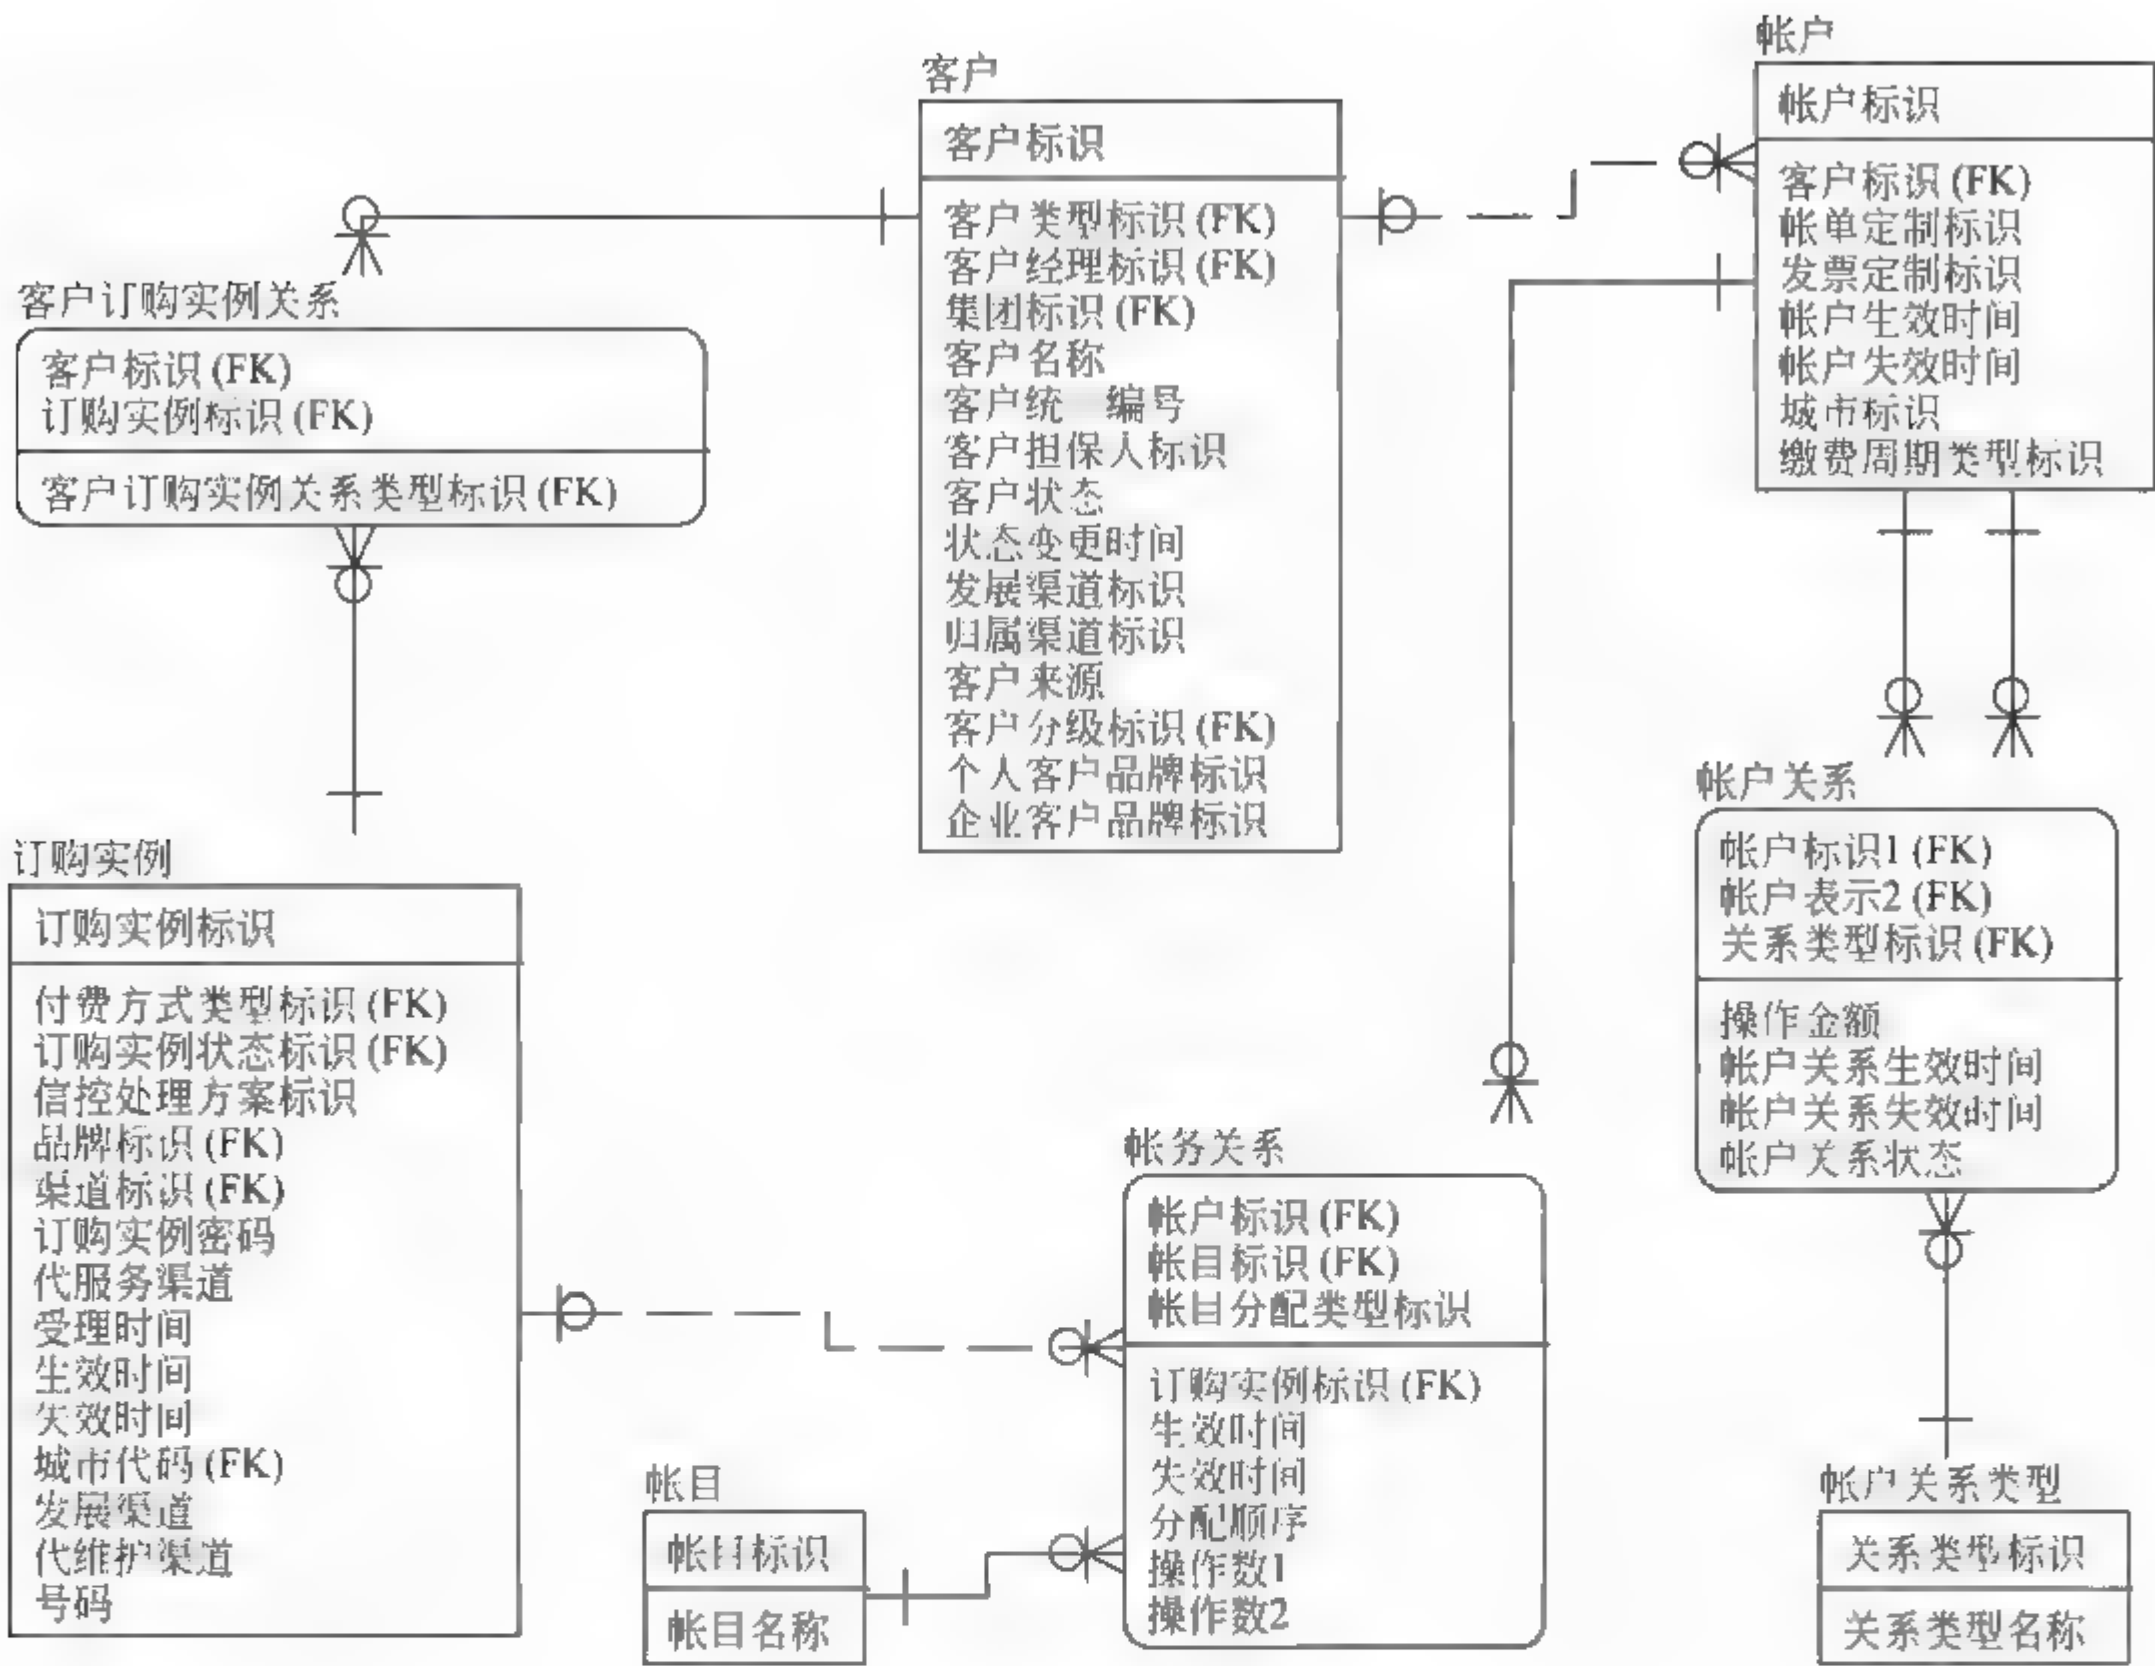 客户
客户标识
客户类型标识(FK)
客户经理标识(FK)
集团标识(FK)
客户名称
客户统 编号
客户担保人标识
客户状态
状态变更时间
发展渠道标识
归属渠道标识
客户来源
客户分级标识(FK)
个人客户品牌标识
企业客户品牌标识
帐户
帐户标识
客户标识(FK)
帐单定制标识
发票定制标识
帐户生效时间
帐户失效时间
城市标识
缴费周期类型标识
客户订购实例关系
客户标识(FK)
订购实例标识(FK)
客户订购实例关系类型标识(FK)
订购实例
订购实例标识
付费方式类型标识(FK)
订购实例状态标识(FK)
信控处理方案标识
品牌标识(FK)
渠道标识(FK)
订购实例密码
代服务渠道
受理时间
生效时间
失效时间
城市代码(FK)
发展渠道
代维护渠道
号码
帐户关系
帐户标识1(FK)
帐户表示2(FK)
关系类型标识(FK)
操作金额
帐户关系生效时间
帐户关系失效时间
帐户关系状态
帐务关系
帐户标识(FK)
帐目标识(FK)
帐目分配类型标识
订购实例标识(FK)
生效时间
失效时间
分配顺序
操作数1
操作数2
帐目
帐目标识
帐目名称
帐户关系类型
关系类型标识
关系类型名称